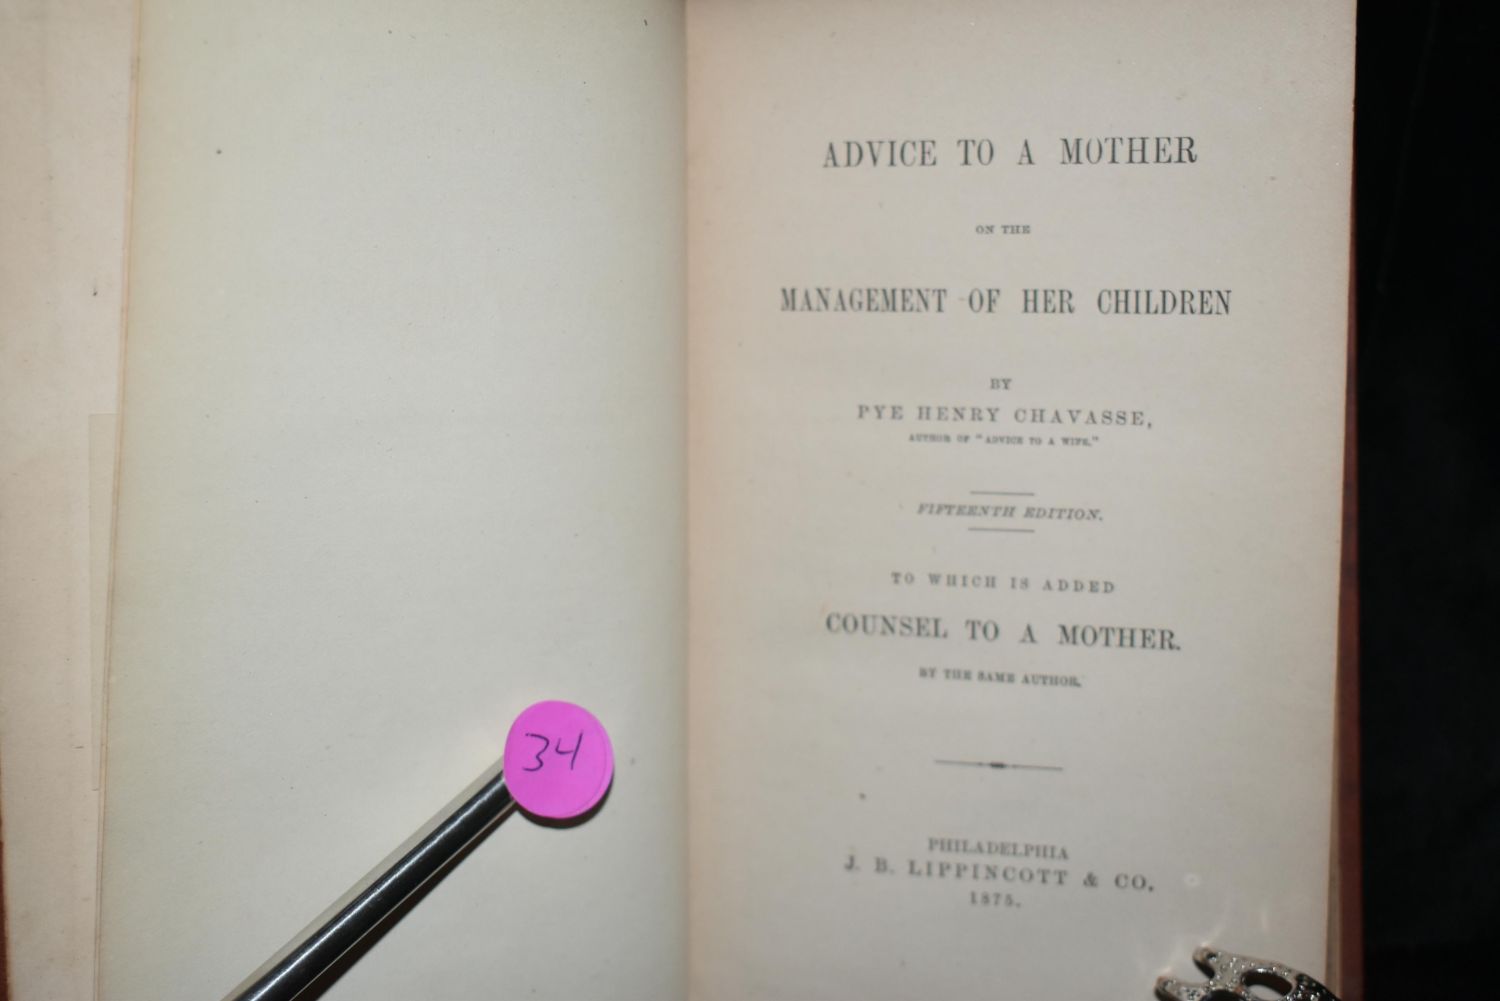 ADVICE TO A MOTHER
ON THE
MANAGEMENT OF HER CHILDREN
BY
PYE HENRY CHAVASSE,
AUTHOR OF "ADVICE TO A WIFE."
FIFTEENTH EDITION.
TO WHICH IS ADDED
COUNSEL TO A MOTHER.
BY THE SAME AUTHOR.
PHILADELPHIA
J. B. LIPPINCOTT & CO.
1875.
34